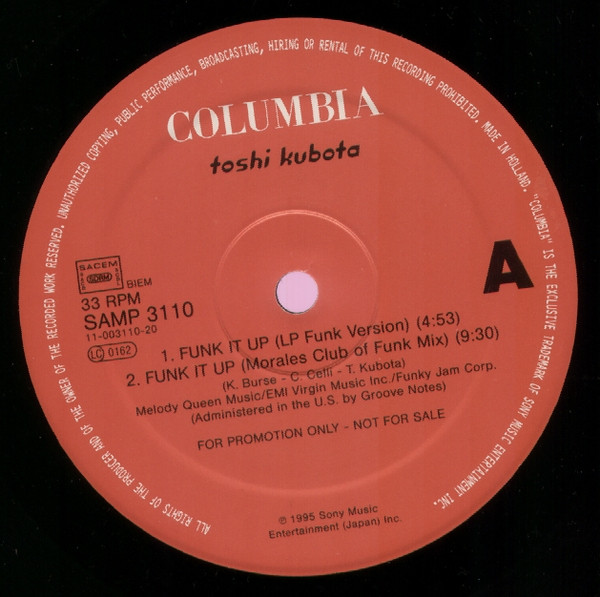 ALL RIGHTS OF THE PRODUCER AND OF THE OWNER OF THE RECORDED WORK RESERVED. UNAUTHORIZED COPYING, PUBLIC PERFORMANCE, BROADCASTING, HIRING OR RENTAL OF THIS RECORDING PROHIBITED. MADE IN HOLLAND. "COLUMBIA" IS THE EXCLUSIVE TRADEMARK OF SONY MUSIC ENTERTAINMENT INC.
COLUMBIA
toshi kubota
A
SACEM
SDRM
BIEM
33 RPM
SAMP 3110
11-003110-20
LC 0162
1. FUNK IT UP (LP Funk Version) (4:53)
2. FUNK IT UP (Morales Club of Funk Mix) (9:30)
(K. Burse - C. Celli - T. Kubota)
Melody Queen Music/EMI Virgin Music Inc./Funky Jam Corp.
(Administered in the U.S. by Groove Notes)
FOR PROMOTION ONLY - NOT FOR SALE
℗ 1995 Sony Music
Entertainment (Japan) Inc.